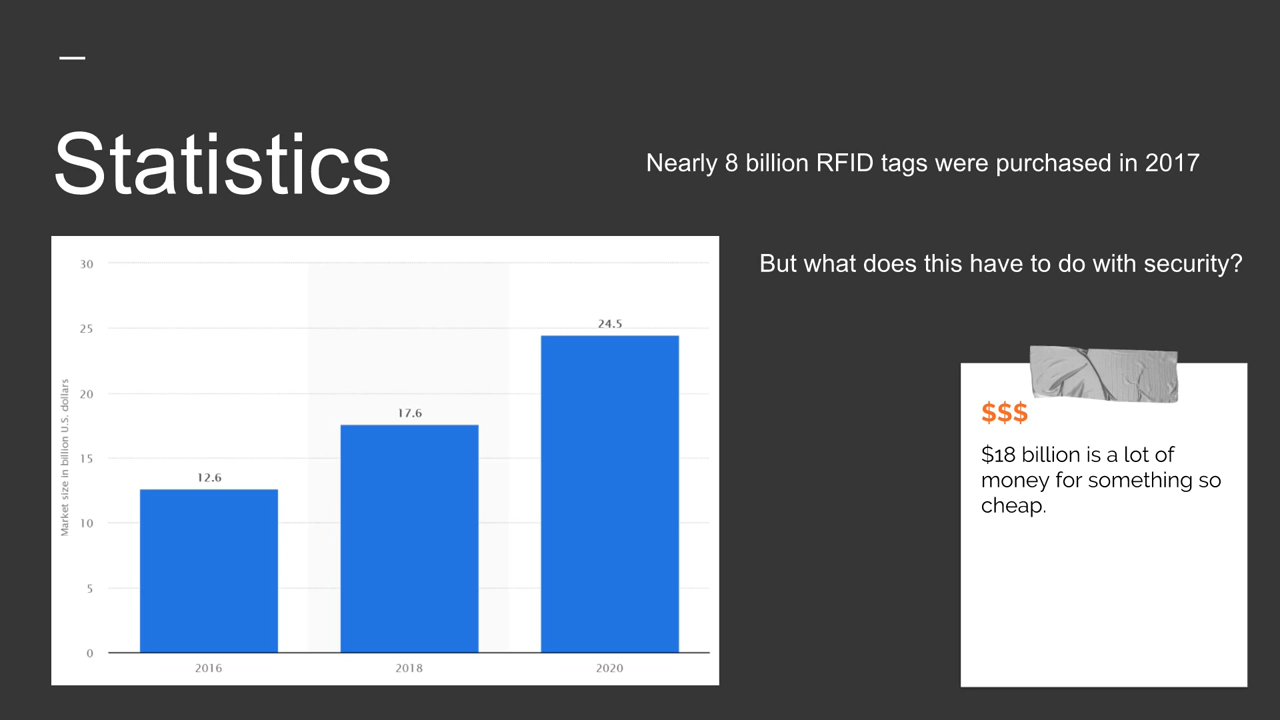 Statistics
Nearly 8 billion RFID tags were purchased in 2017
But what does this have to do with security?
Market size in billion U.S. dollars
30
25
20
15
10
5
0
12.6
17.6
24.5
2016
2018
2020
$$$
$18 billion is a lot of
money for something so
cheap.